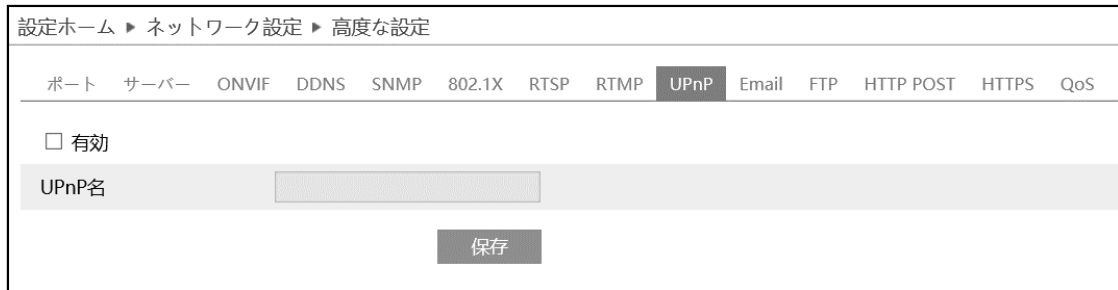 設定ホーム ▶ ネットワーク設定 ▶ 高度な設定
ポート サーバー ONVIF DDNS SNMP 802.1X RTSP RTMP UPnP Email FTP HTTP POST HTTPS QoS
有効
UPnP名
保存